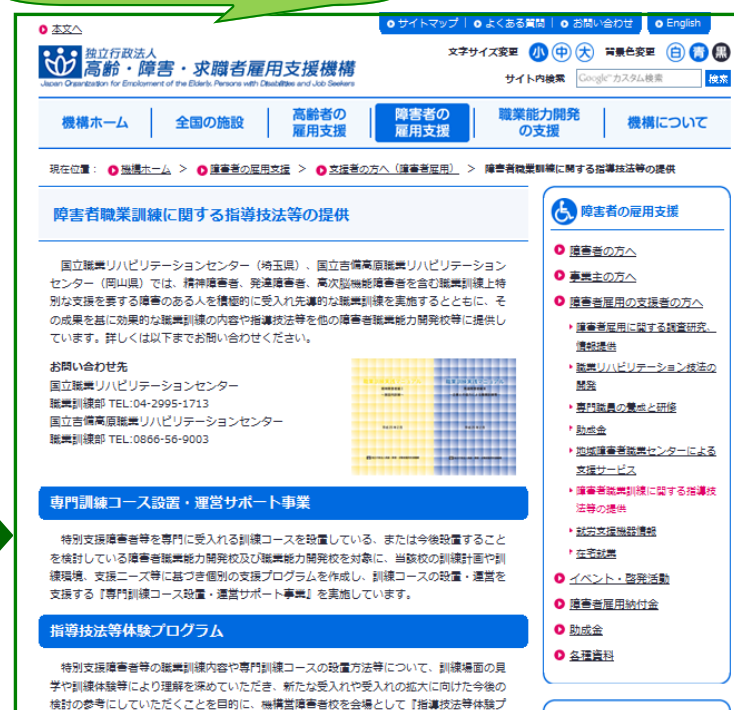 本文へ
サイトマップ | よくある質問 | お問い合わせ | English
独立行政法人
高齢・障害・求職者雇用支援機構
Japan Organization for Employment of the Elderly, Persons with Disabilities and Job Seekers
文字サイズ変更 小 中 大 背景色変更 白 青 黒
サイト内検索 Google カスタム検索 検索
機構ホーム
全国の施設
高齢者の
雇用支援
障害者の
雇用支援
職業能力開発
の支援
機構について
現在位置： 機構ホーム > 障害者の雇用支援 > 支援者の方へ（障害者雇用） > 障害者職業訓練に関する指導技法等の提供
障害者職業訓練に関する指導技法等の提供
国立職業リハビリテーションセンター（埼玉県）、国立吉備高原職業リハビリテーション
センター（岡山県）では、精神障害者、発達障害者、高次脳機能障害者を含む職業訓練上特
別な支援を要する障害のある人を積極的に受入れ先導的な職業訓練を実施するとともに、そ
の成果を基に効果的な職業訓練の内容や指導技法等を他の障害者職業能力開発校等に提供し
ています。詳しくは以下までお問い合わせください。
お問い合わせ先
国立職業リハビリテーションセンター
職業訓練部 TEL:04-2995-1713
国立吉備高原職業リハビリテーションセンター
職業訓練部 TEL:0866-56-9003
専門訓練コース設置・運営サポート事業
特別支援障害者等を専門に受入れる訓練コースを設置している、または今後設置すること
を検討している障害者職業能力開発校及び職業能力開発校を対象に、当該校の訓練計画や訓
練環境、支援ニーズ等に基づき個別の支援プログラムを作成し、訓練コースの設置・運営を
支援する『専門訓練コース設置・運営サポート事業』を実施しています。
指導技法等体験プログラム
特別支援障害者等の職業訓練内容や専門訓練コースの設置方法等について、訓練場面の見
学や訓練体験等により理解を深めていただき、新たな受入れや受入れの拡大に向けた今後の
検討の参考にしていただくことを目的に、機構営障害者校を会場として『指導技法等体験プ
障害者の雇用支援
障害者の方へ
事業主の方へ
障害者雇用の支援者の方へ
障害者雇用に関する調査研究、
情報提供
職業リハビリテーション技法の
開発
専門職員の養成と研修
助成金
地域障害者職業センターによる
支援サービス
障害者職業訓練に関する指導技
法等の提供
就労支援機器情報
在宅就業
イベント・啓発活動
障害者雇用納付金
助成金
各種資料